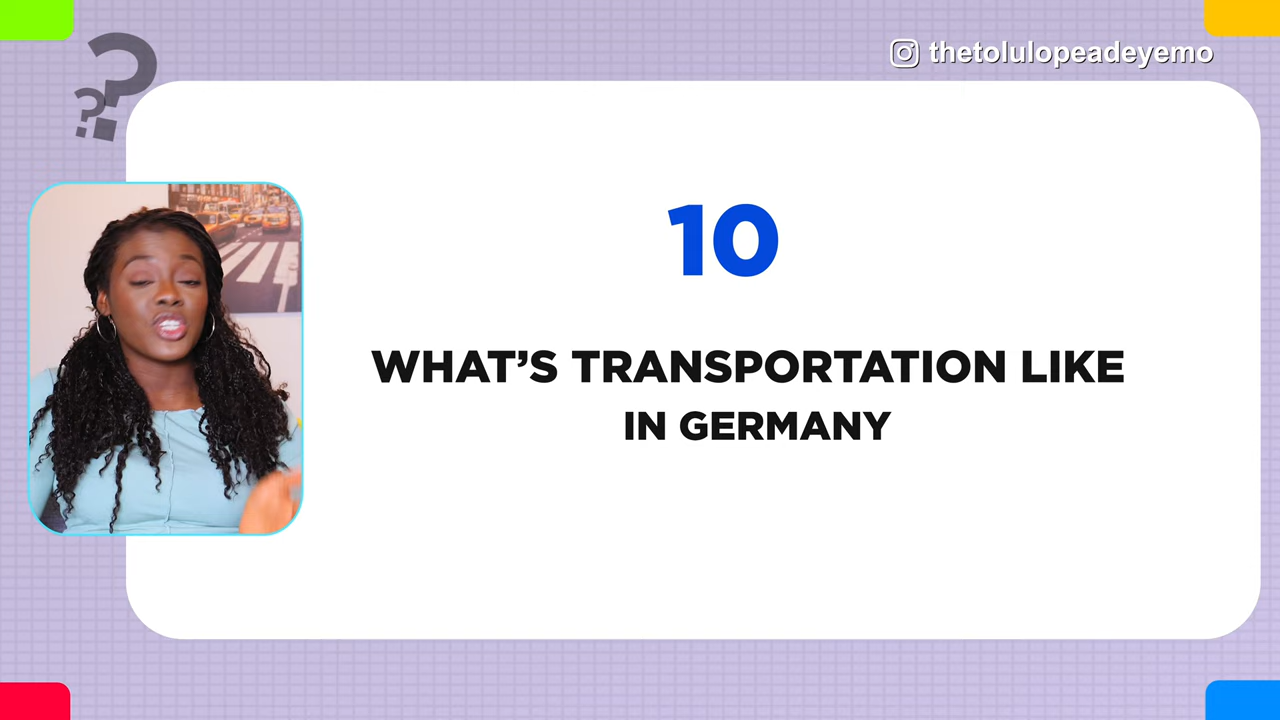 thetolulopeadeyemo
? ?
10
WHAT’S TRANSPORTATION LIKE
IN GERMANY